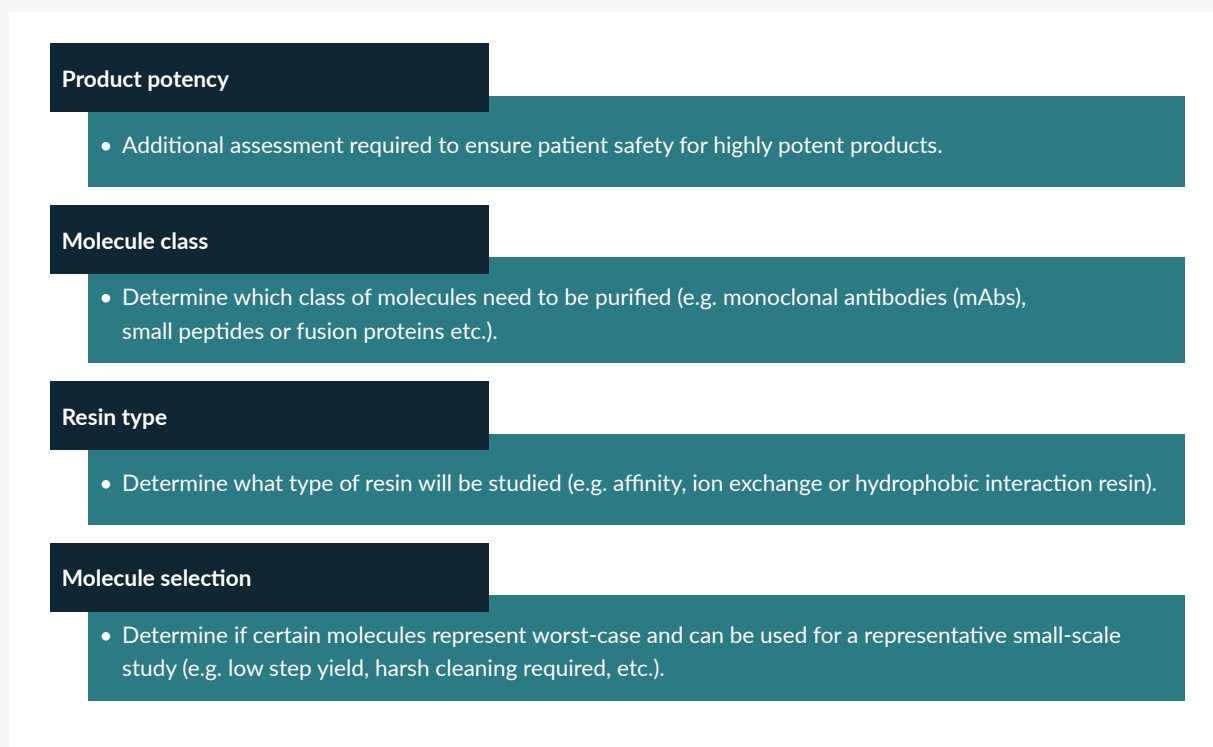 Product potency
• Additional assessment required to ensure patient safety for highly potent products.
Molecule class
• Determine which class of molecules need to be purified (e.g. monoclonal antibodies (mAbs),
small peptides or fusion proteins etc.).
Resin type
• Determine what type of resin will be studied (e.g. affinity, ion exchange or hydrophobic interaction resin).
Molecule selection
• Determine if certain molecules represent worst-case and can be used for a representative small-scale
study (e.g. low step yield, harsh cleaning required, etc.).